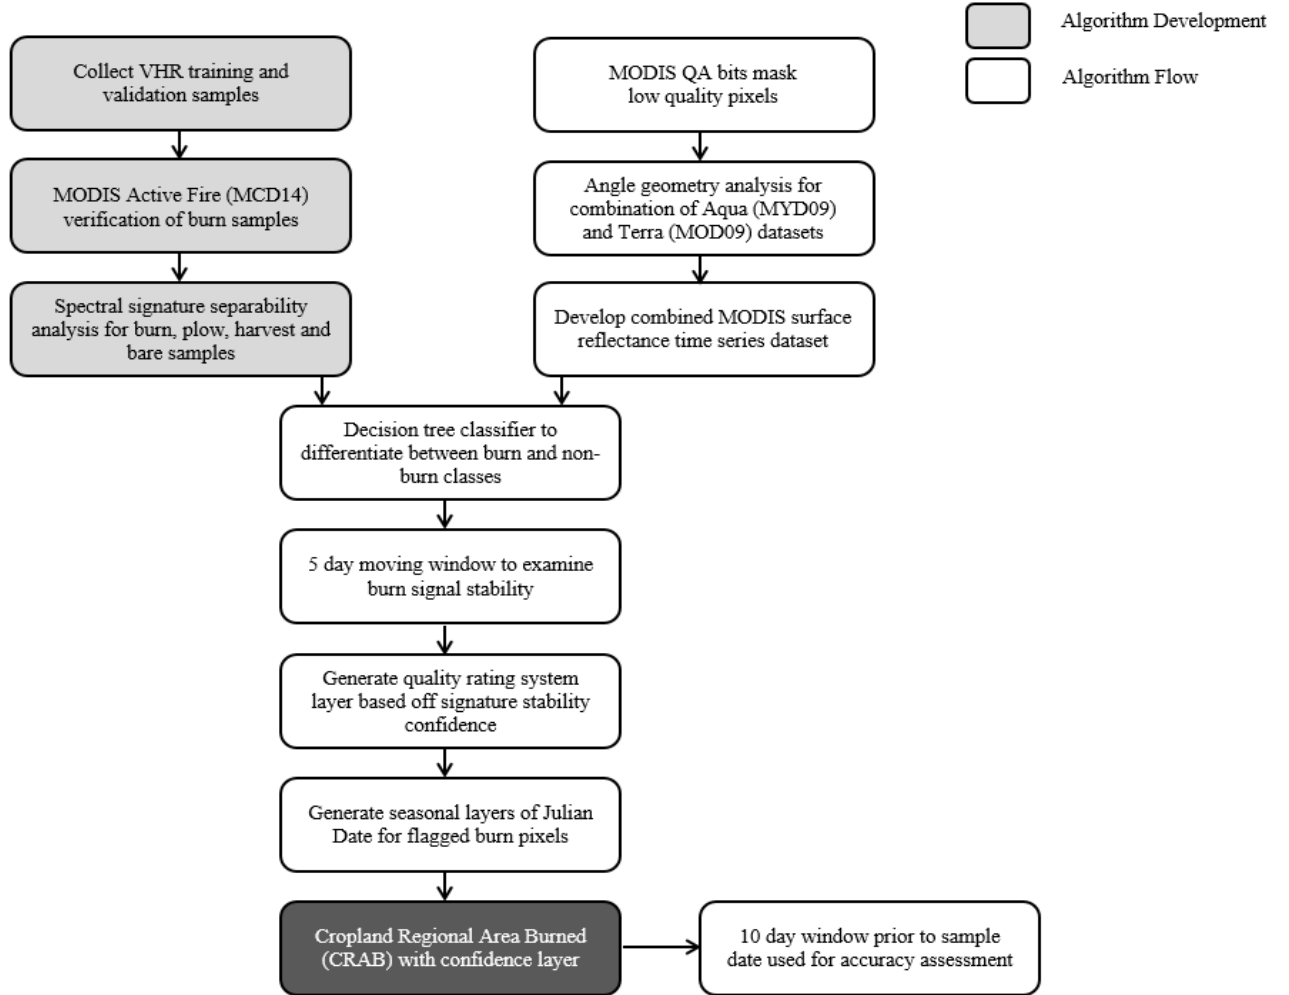 Algorithm Development
Algorithm Flow
Collect VHR training and
validation samples
MODIS Active Fire (MCD14)
verification of burn samples
Spectral signature separability
analysis for burn, plow, harvest and
bare samples
MODIS QA bits mask
low quality pixels
Angle geometry analysis for
combination of Aqua (MYD09)
and Terra (MOD09) datasets
Develop combined MODIS surface
reflectance time series dataset
Decision tree classifier to
differentiate between burn and non-
burn classes
5 day moving window to examine
burn signal stability
Generate quality rating system
layer based off signature stability
confidence
Generate seasonal layers of Julian
Date for flagged burn pixels
Cropland Regional Area Burned
(CRAB) with confidence layer
10 day window prior to sample
date used for accuracy assessment